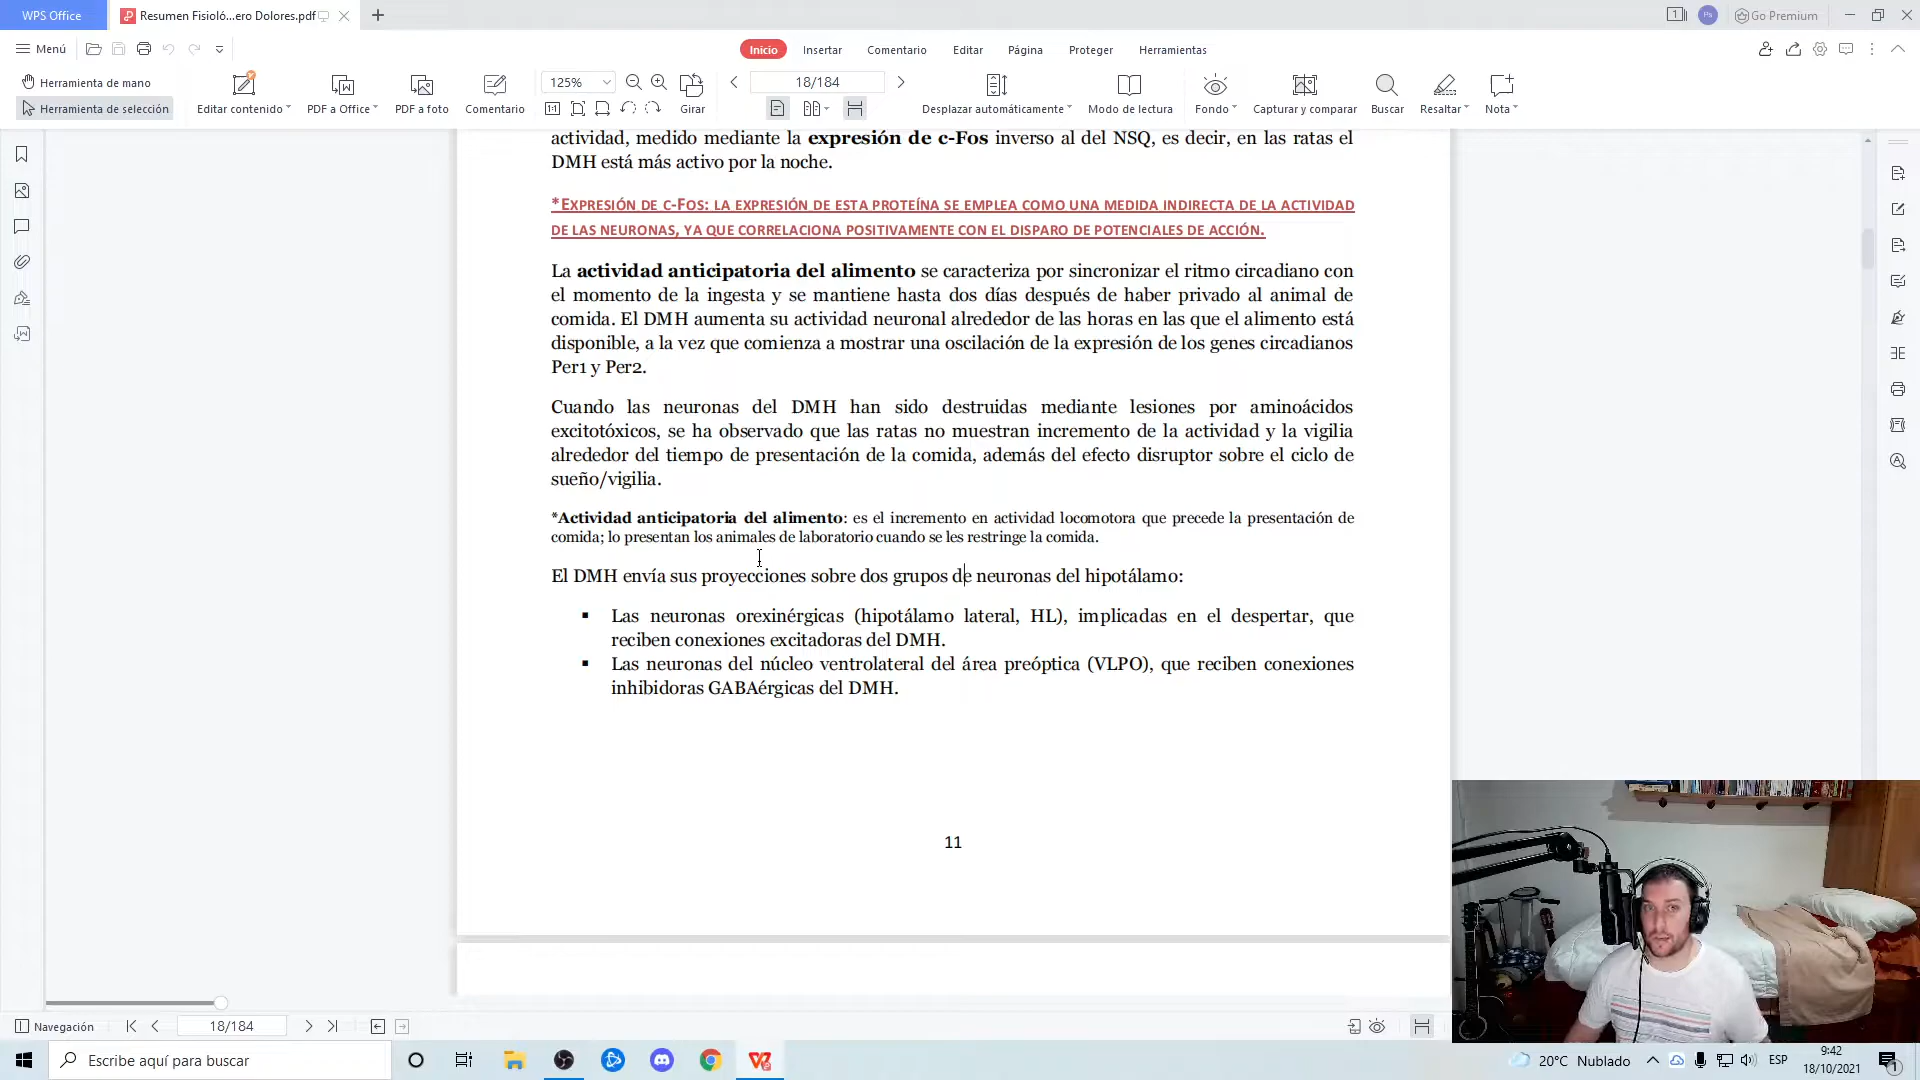 WPS Office
Resumen Fisioló...ero Dolores.pdf
1
Ps
Go Premium
Menú
Inicio
Insertar
Comentario
Editar
Página
Proteger
Herramientas
Herramienta de mano
Herramienta de selección
Editar contenido
PDF a Office
PDF a foto
Comentario
125%
Girar
18/184
Desplazar automáticamente
Modo de lectura
Fondo
Capturar y comparar
Buscar
Resaltar
Nota
actividad, medido mediante la expresión de c-Fos inverso al del NSQ, es decir, en las ratas el
DMH está más activo por la noche.
*EXPRESIÓN DE C-FOS: LA EXPRESIÓN DE ESTA PROTEÍNA SE EMPLEA COMO UNA MEDIDA INDIRECTA DE LA ACTIVIDAD
DE LAS NEURONAS, YA QUE CORRELACIONA POSITIVAMENTE CON EL DISPARO DE POTENCIALES DE ACCIÓN.
La actividad anticipatoria del alimento se caracteriza por sincronizar el ritmo circadiano con
el momento de la ingesta y se mantiene hasta dos días después de haber privado al animal de
comida. El DMH aumenta su actividad neuronal alrededor de las horas en las que el alimento está
disponible, a la vez que comienza a mostrar una oscilación de la expresión de los genes circadianos
Per1 y Per2.
Cuando las neuronas del DMH han sido destruidas mediante lesiones por aminoácidos
excitotóxicos, se ha observado que las ratas no muestran incremento de la actividad y la vigilia
alrededor del tiempo de presentación de la comida, además del efecto disruptor sobre el ciclo de
sueño/vigilia.
*Actividad anticipatoria del alimento: es el incremento en actividad locomotora que precede la presentación de
comida; lo presentan los animales de laboratorio cuando se les restringe la comida.
El DMH envía sus proyecciones sobre dos grupos de neuronas del hipotálamo:
▪ Las neuronas orexinérgicas (hipotálamo lateral, HL), implicadas en el despertar, que
reciben conexiones excitadoras del DMH.
▪ Las neuronas del núcleo ventrolateral del área preóptica (VLPO), que reciben conexiones
inhibidoras GABAérgicas del DMH.
11
Navegación
18/184
Escribe aquí para buscar
20°C Nublado
ESP
9:42
18/10/2021
1